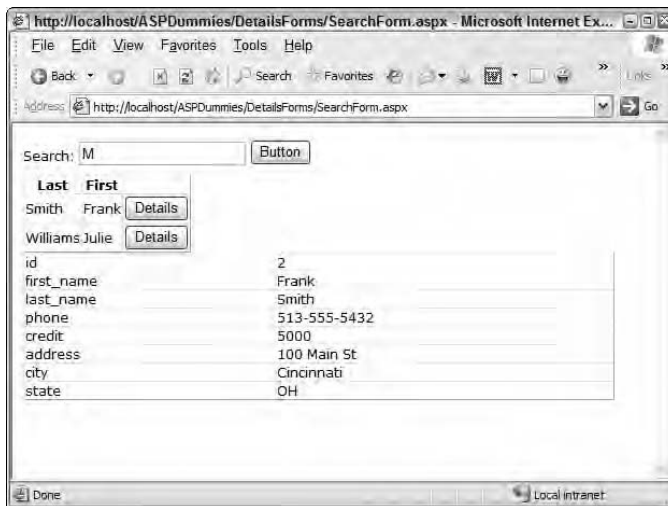 http://localhost/ASPDummies/DetailsForms/SearchForm.aspx - Microsoft Internet Ex...
File Edit View Favorites Tools Help
Back Search Favorites Links
Address http://localhost/ASPDummies/DetailsForms/SearchForm.aspx Go
Search: M Button
Last First
Smith Frank Details
Williams Julie Details
id 2
first_name Frank
last_name Smith
phone 513-555-5432
credit 5000
address 100 Main St
city Cincinnati
state OH
Done Local intranet